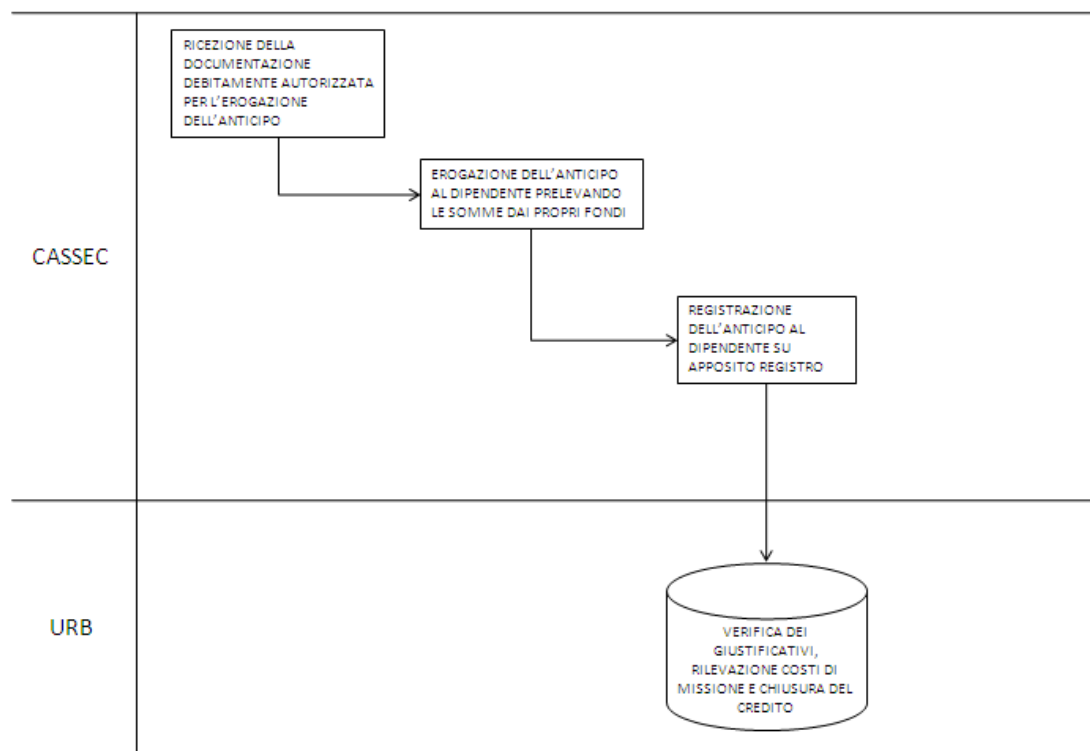 RICEZIONE DELLA
DOCUMENTAZIONE
DEBITAMENTE AUTORIZZATA
PER L'EROGAZIONE
DELL'ANTICIPO
EROGAZIONE DELL'ANTICIPO
AL DIPENDENTE PRELEVANDO
LE SOMME DAI PROPRI FONDI
CASSEC
REGISTRAZIONE
DELL'ANTICIPO AL
DIPENDENTE SU
APPOSITO REGISTRO
URB
VERIFICA DEI
GIUSTIFICATIVI,
RILEVAZIONE COSTI DI
MISSIONE E CHIUSURA DEL
CREDITO